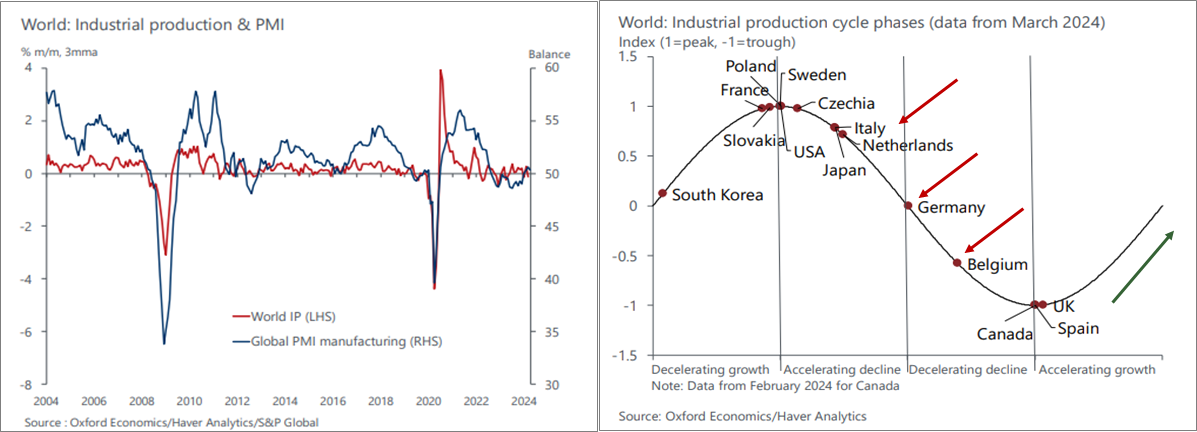 World: Industrial production & PMI
% m/m, 3mma
Balance
4
2
0
-2
-4
-6
-8
60
55
50
45
40
35
30
World IP (LHS)
Global PMI manufacturing (RHS)
2004 2006 2008 2010 2012 2014 2016 2018 2020 2022 2024
Source : Oxford Economics/Haver Analytics/S&P Global
World: Industrial production cycle phases (data from March 2024)
Index (1=peak, -1=trough)
1.5
1
0.5
0
-0.5
-1
-1.5
Poland
Sweden
France
Czechia
Slovakia
USA
Italy
Netherlands
Japan
South Korea
Germany
Belgium
UK
Canada
Spain
Decelerating growth
Accelerating decline
Decelerating decline
Accelerating growth
Note: Data from February 2024 for Canada
Source: Oxford Economics/Haver Analytics